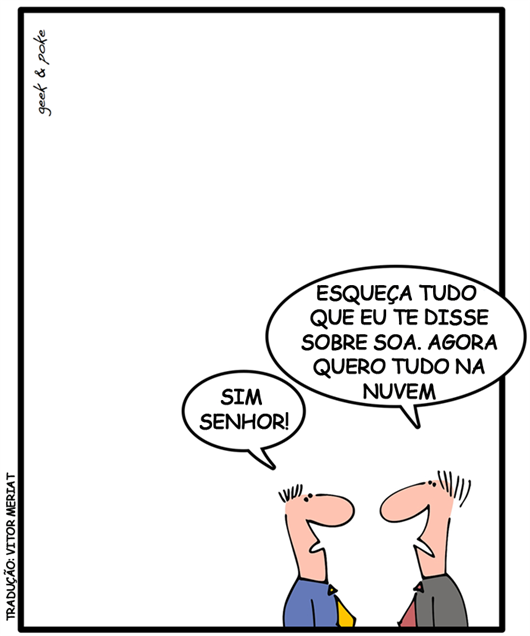 geek & poke
ESQUEÇA TUDO
QUE EU TE DISSE
SOBRE SOA. AGORA
QUERO TUDO NA
NUVEM
SIM
SENHOR!
TRADUÇÃO: VITOR MERIAT